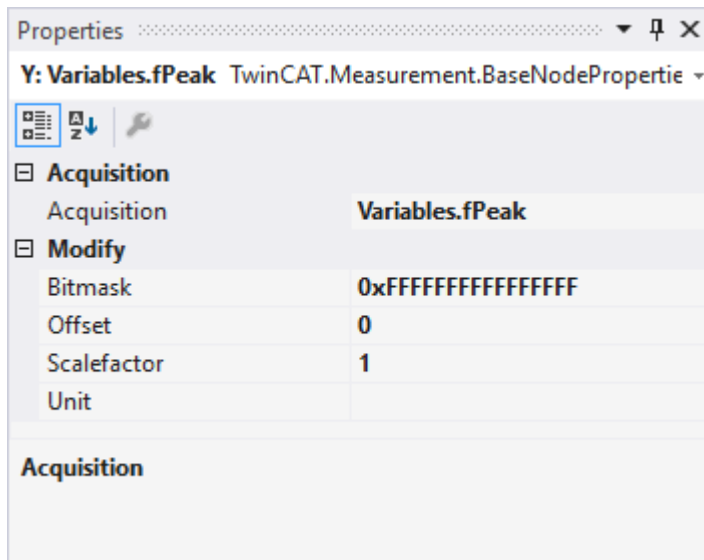 Properties
Y: Variables.fPeak TwinCAT.Measurement.BaseNodePropertie
Acquisition
Acquisition Variables.fPeak
Modify
Bitmask 0xFFFFFFFFFFFFFFFF
Offset 0
Scalefactor 1
Unit
Acquisition